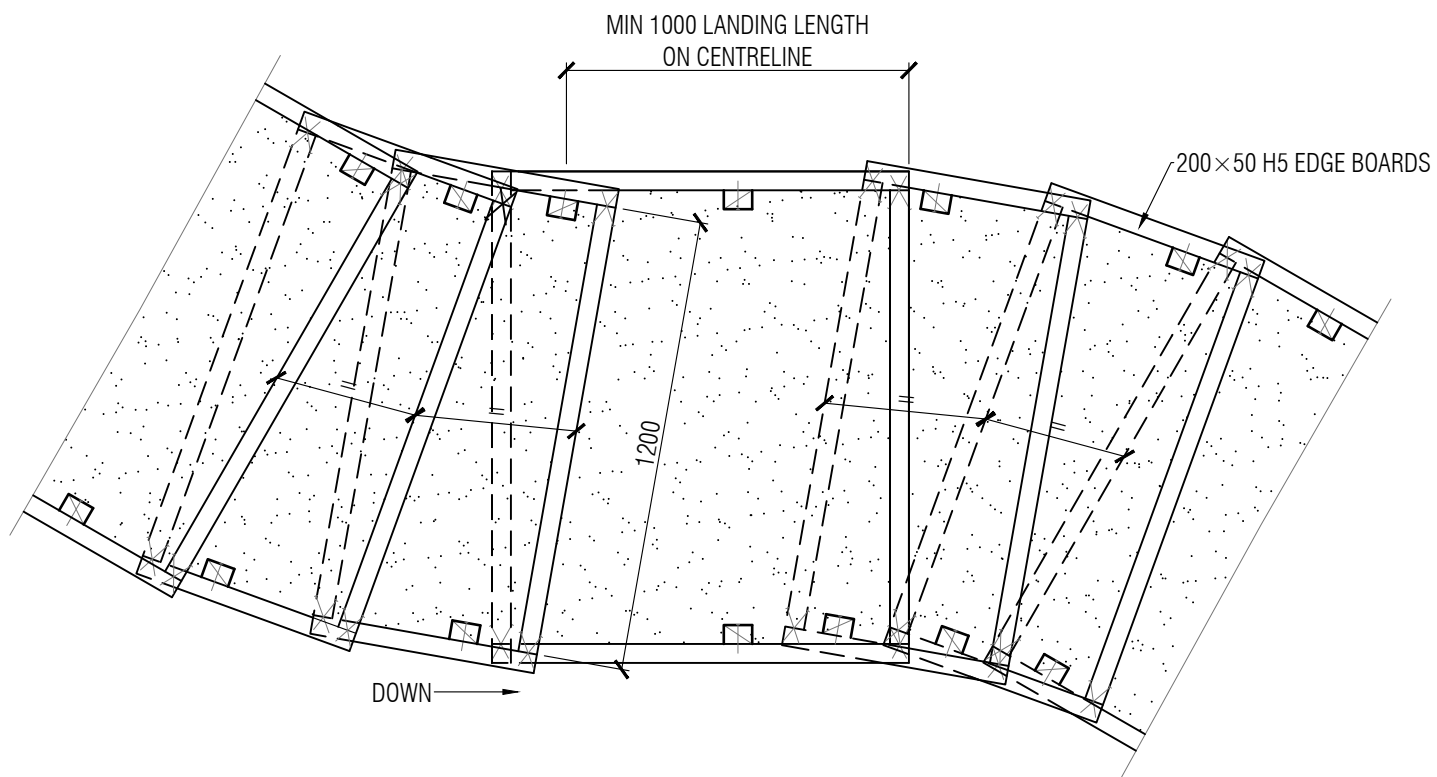 MIN 1000 LANDING LENGTH
ON CENTRELINE
200×50 H5 EDGE BOARDS
1200
DOWN